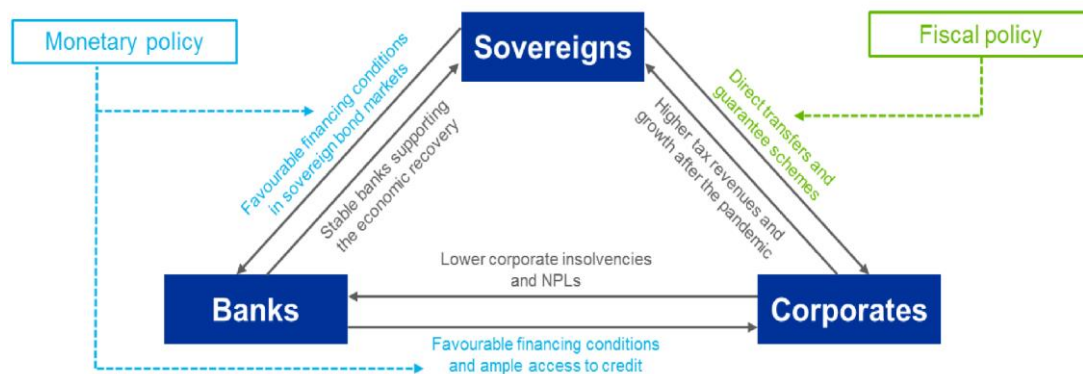 Monetary policy
Sovereigns
Fiscal policy
Favourable financing conditions
in sovereign bond markets
Stable banks supporting
the economic recovery
Direct transfers and
guarantee schemes
Higher tax revenues and
growth after the pandemic
Lower corporate insolvencies
and NPLs
Banks
Corporates
Favourable financing conditions
and ample access to credit